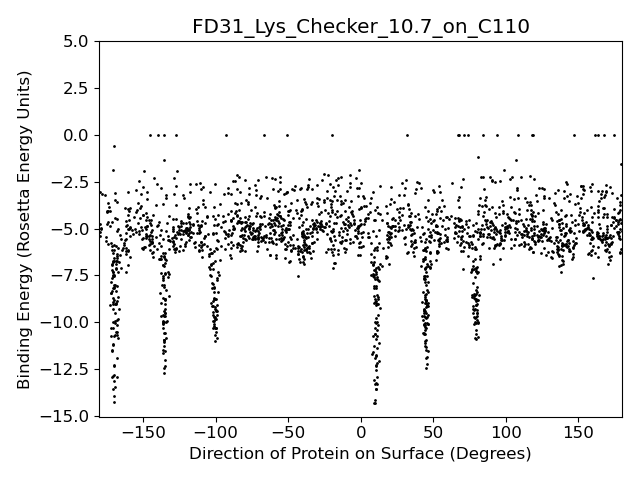 FD31_Lys_Checker_10.7_on_C110
5.0
2.5
0.0
−2.5
−5.0
−7.5
−10.0
−12.5
−15.0
Binding Energy (Rosetta Energy Units)
−150 −100 −50 0 50 100 150
Direction of Protein on Surface (Degrees)